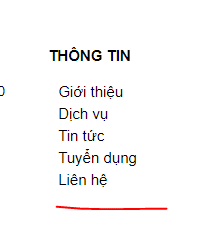 THÔNG TIN
Giới thiệu
Dịch vụ
Tin tức
Tuyển dụng
Liên hệ